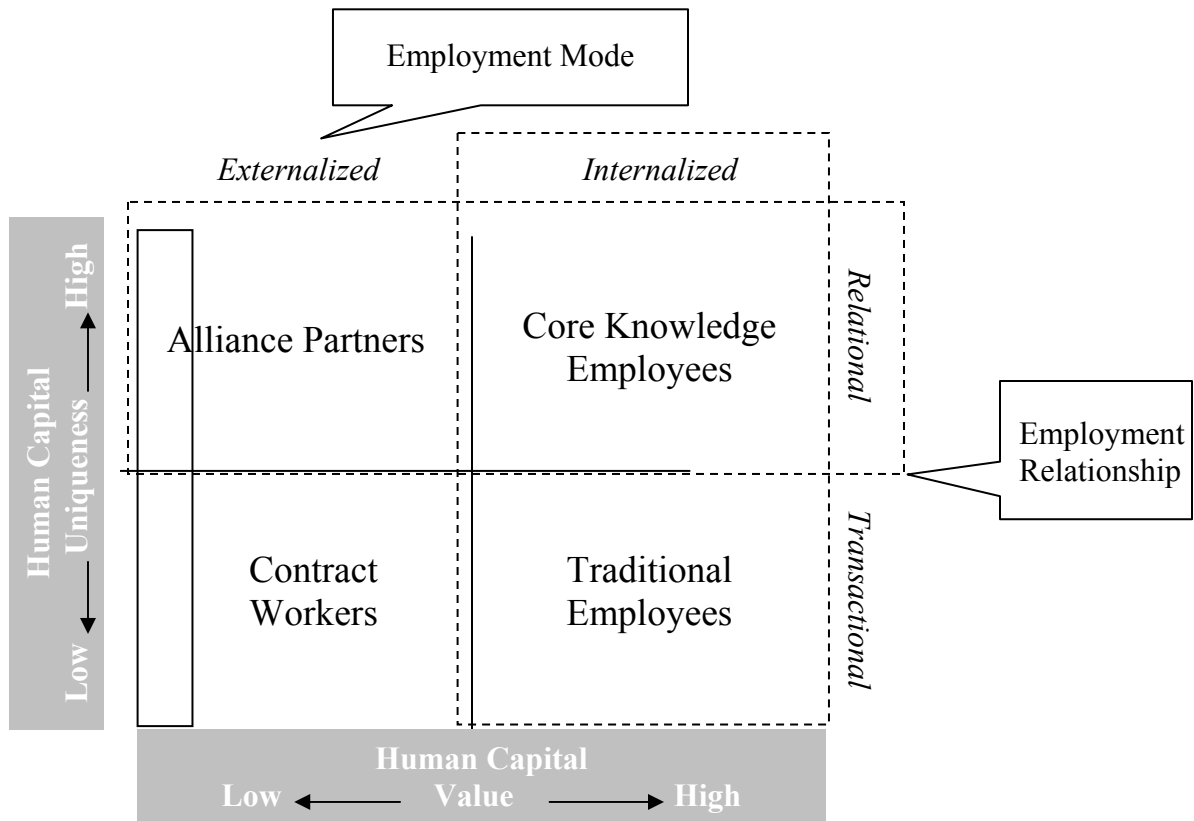 Employment Mode
Externalized
Internalized
High
Human Capital
Uniqueness
Low
Alliance Partners
Core Knowledge
Employees
Relational
Employment
Relationship
Contract
Workers
Traditional
Employees
Transactional
Human Capital
Low Value High